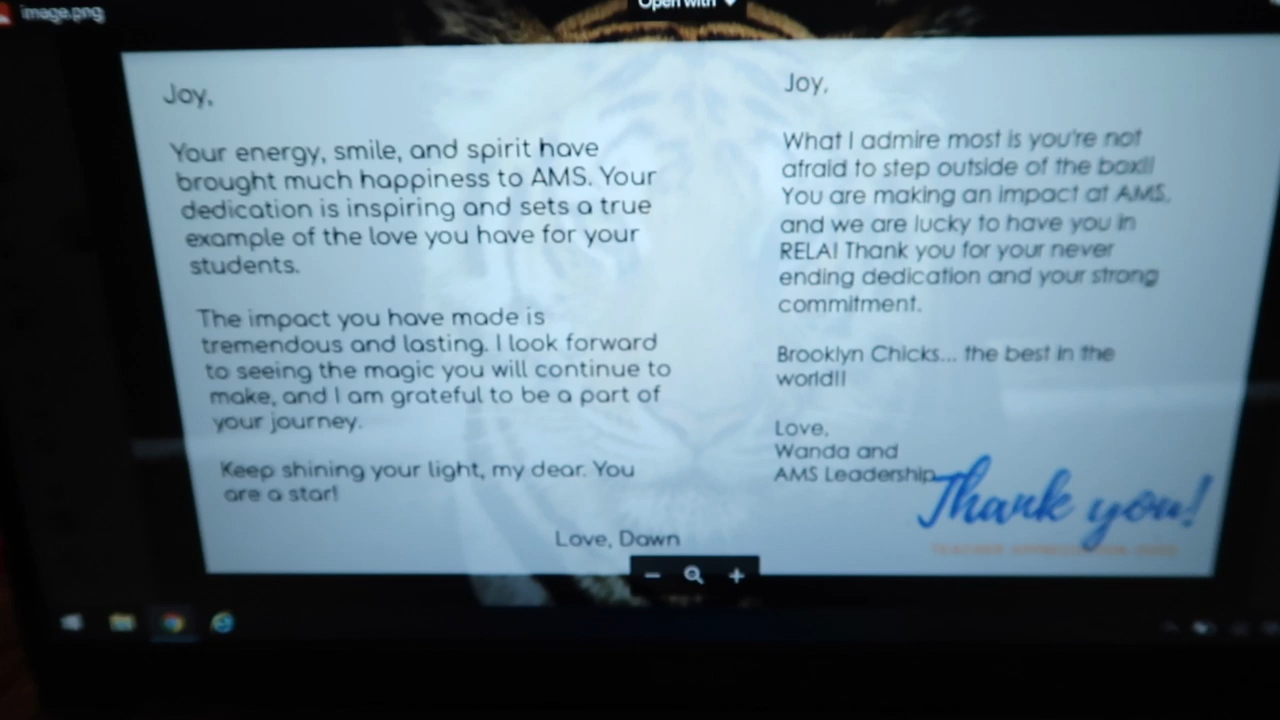 image.png
Open with
Joy,
Your energy, smile, and spirit have
brought much happiness to AMS. Your
dedication is inspiring and sets a true
example of the love you have for your
students.
The impact you have made is
tremendous and lasting. I look forward
to seeing the magic you will continue to
make, and I am grateful to be a part of
your journey.
Keep shining your light, my dear. You
are a star!
Love, Dawn
Joy,
What I admire most is you're not
afraid to step outside of the box!!!
You are making an impact at AMS,
and we are lucky to have you in
RELA! Thank you for your never
ending dedication and your strong
commitment.
Brooklyn Chicks... the best in the
world!!
Love,
Wanda and
AMS Leadership
Thank you!
TEACHER APPRECIATION